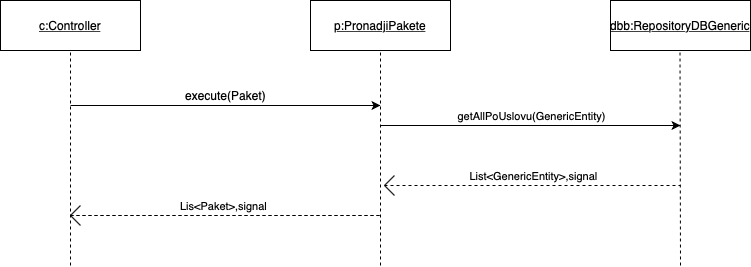 c:Controller
p:PronadjiPakete
dbb:RepositoryDBGeneric
execute(Paket)
getAllPoUslovu(GenericEntity)
List<GenericEntity>,signal
Lis<Paket>,signal